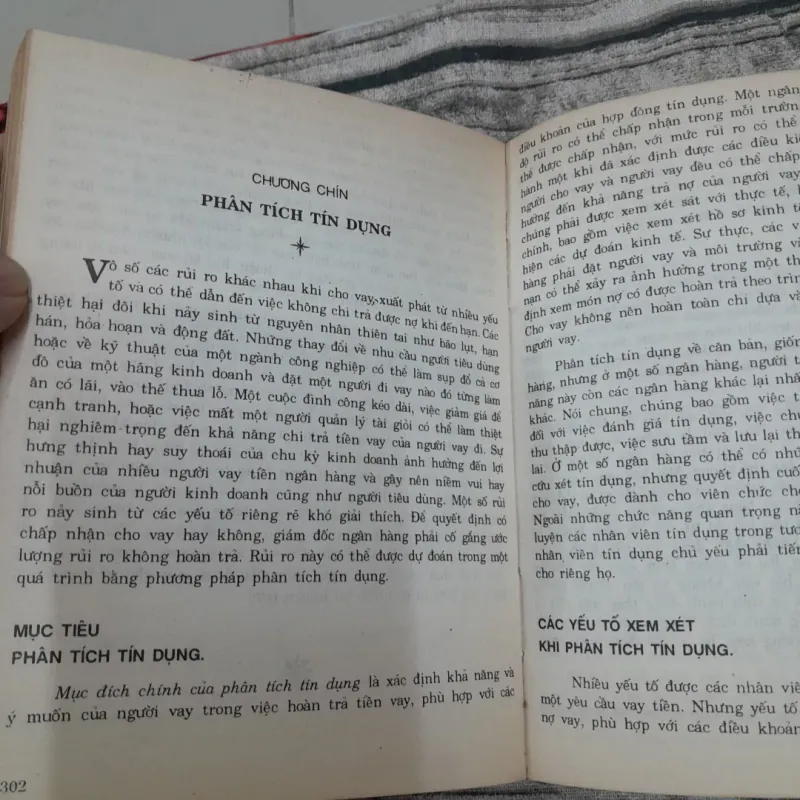 CHƯƠNG CHÍN
PHÂN TÍCH TÍN DỤNG
Vô số các rủi ro khác nhau khi cho vay, xuất phát từ nhiều yếu
tố và có thể dẫn đến việc không chi trả được nợ khi đến hạn. Các
thiệt hại đôi khi nảy sinh từ nguyên nhân thiên tai như bão lụt, hạn
hán, hỏa hoạn và động đất. Những thay đổi về nhu cầu người tiêu dùng
hoặc về kỹ thuật của một ngành công nghiệp có thể làm sụp đổ cả cơ
đồ của một hãng kinh doanh và đặt một người đi vay nào đó từng làm
ăn có lãi, vào thế thua lỗ. Một cuộc đình công kéo dài, việc giảm giá để
cạnh tranh, hoặc việc mất một người quản lý tài giỏi có thể làm thiệt
hại nghiêm trọng đến khả năng chi trả tiền vay của người vay đi. Sự
hưng thịnh hay suy thoái của chu kỳ kinh doanh ảnh hưởng đến lợi
nhuận của nhiều người vay tiền ngân hàng và gây nên niềm vui hay
nỗi buồn của người kinh doanh cũng như người tiêu dùng. Một số rủi
ro nảy sinh từ các yếu tố riêng rẽ khó giải thích. Để quyết định có
chấp nhận cho vay hay không, giám đốc ngân hàng phải cố gắng ước
lượng rủi ro không hoàn trả. Rủi ro này có thể được dự đoán trong một
quá trình bằng phương pháp phân tích tín dụng.
MỤC TIÊU
PHÂN TÍCH TÍN DỤNG.
Mục đích chính của phân tích tín dụng là xác định khả năng và
ý muốn của người vay trong việc hoàn trả tiền vay, phù hợp với các
302
điều khoản của hợp đồng tín dụng. Một ngân
độ rủi ro có thể chấp nhận trong mỗi trườn
thể được chấp nhận, với mức rủi ro có thể
hành một khi đã xác định được các điều kiệ
người cho vay và người vay đều có thể chấp
hưởng đến khả năng trả nợ của người vay
chúng phải được xem xét sát với thực tế,
chính, bao gồm việc xem xét hồ sơ kinh t
hiện các dự đoán kinh tế. Sự thực, các v
hàng phải đặt người vay và môi trường và
nạn có thể xảy ra ảnh hưởng trong một th
định xem món nợ có được hoàn trả theo trìn
Cho vay không nên hoàn toàn chỉ dựa và
người vay.
Phân tích tín dụng về căn bản, giốn
hàng, nhưng ở một số ngân hàng, người t
năng này còn các ngân hàng khác lại nhấ
khác. Nói chung, chúng bao gồm việc t
đối với việc đánh giá tín dụng, việc chu
thu thập được, việc sưu tầm và lưu lại th
lai. Ở một số ngân hàng có thể có nhữ
cứu xét tín dụng, nhưng quyết định cuố
cho vay, được dành cho viên chức cho
Ngoài những chức năng quan trọng nà
luyện các nhân viên tín dụng trong tươ
nhân viên tín dụng chủ yếu phải tiến
cho riêng họ.
CÁC YẾU TỐ XEM XÉT
KHI PHÂN TÍCH TÍN DỤNG.
Nhiều yếu tố được các nhân viê
một yêu cầu vay tiền. Nhưng yếu tố
nợ vay, phù hợp với các điều khoản